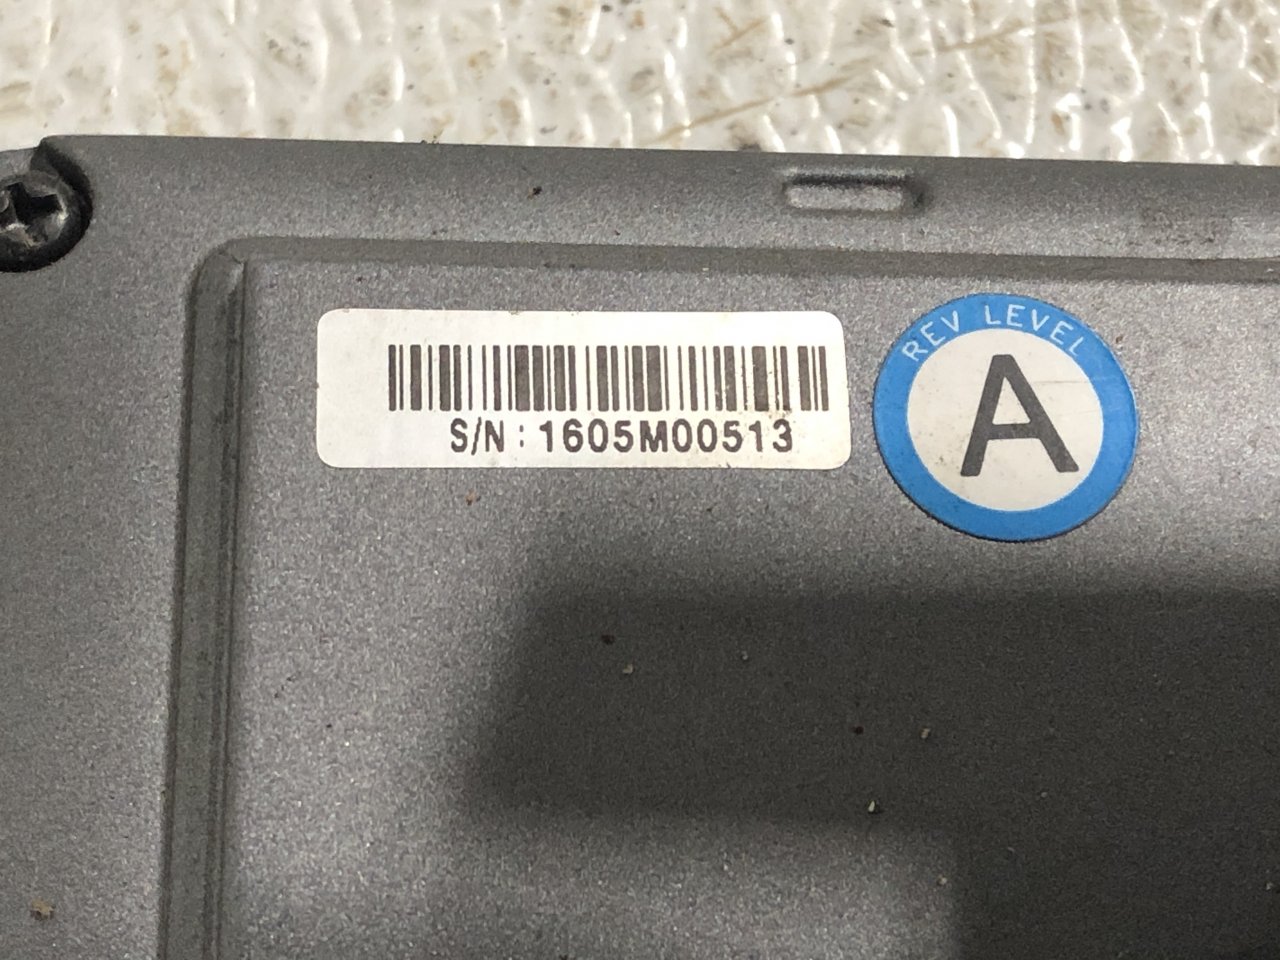 S/N : 1605M00513
REV LEVEL
A